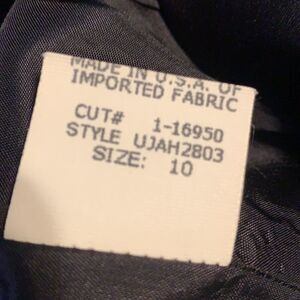 MADE IN U.S.A. OF
IMPORTED FABRIC
CUT# 1-16950
STYLE UJAH2803
SIZE: 10